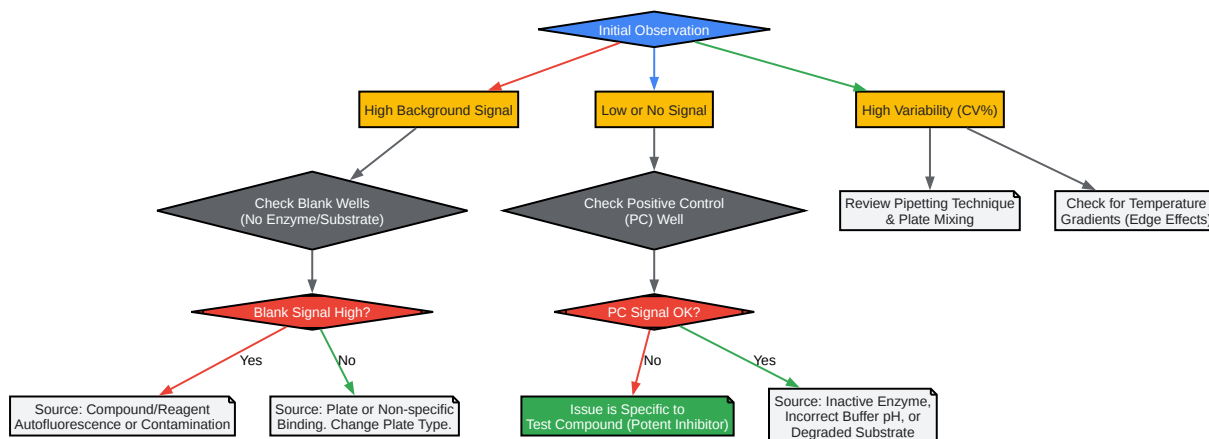 Initial Observation
High Background Signal
Low or No Signal
High Variability (CV%)
Check Blank Wells
(No Enzyme/Substrate)
Check Positive Control
(PC) Well
Review Pipetting Technique
& Plate Mixing
Check for Temperature
Gradients (Edge Effects)
Blank Signal High?
PC Signal OK?
Yes
No
No
Yes
Source: Compound/Reagent
Autofluorescence or Contamination
Source: Plate or Non-specific
Binding. Change Plate Type.
Issue is Specific to
Test Compound (Potent Inhibitor)
Source: Inactive Enzyme,
Incorrect Buffer pH, or
Degraded Substrate